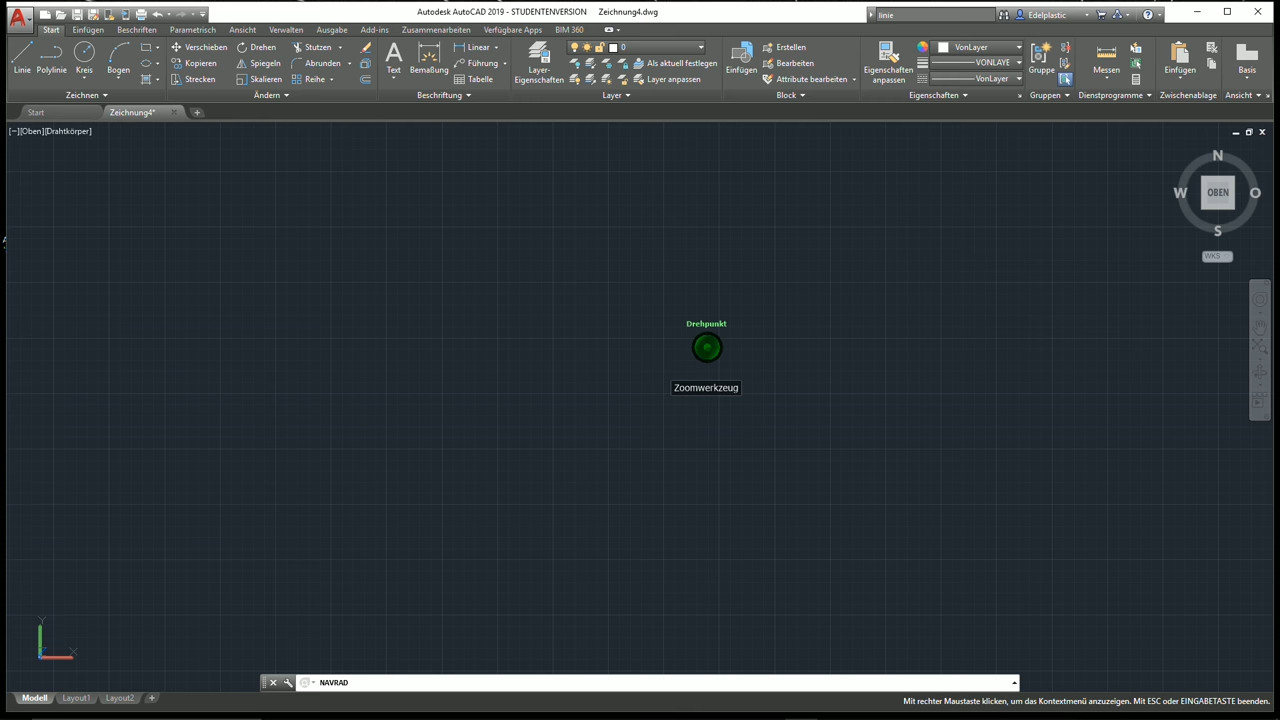 Autodesk AutoCAD 2019 - STUDENTENVERSION Zeichnung4.dwg
linie
Edelplastic
Start Einfügen Beschriften Parametrisch Ansicht Verwalten Ausgabe Add-ins Zusammenarbeiten Verfügbare Apps BIM 360
Verschieben Drehen Stutzen
Linear
0
Erstellen
VonLayer
Kopieren Spiegeln Abrunden
Führung
Als aktuell festlegen
Bearbeiten
VONLAYE
Linie Polylinie Kreis Bogen
Text Bemaßung
Layer-
Eigenschaften
Einfügen
Eigenschaften
anpassen
Gruppe
Messen
Einfügen
Basis
Strecken Skalieren Reihe
Tabelle
Layer anpassen
Attribute bearbeiten
VonLayer
Zeichnen Ändern Beschriftung Layer Block Eigenschaften Gruppen Dienstprogramme Zwischenablage Ansicht
Start Zeichnung4*
[−][Oben][Drahtkörper]
N
W OBEN O
S
WKS
Drehpunkt
Zoomwerkzeug
Y
X
NAVRAD
Modell Layout1 Layout2
Mit rechter Maustaste klicken, um das Kontextmenü anzuzeigen. Mit ESC oder EINGABETASTE beenden.